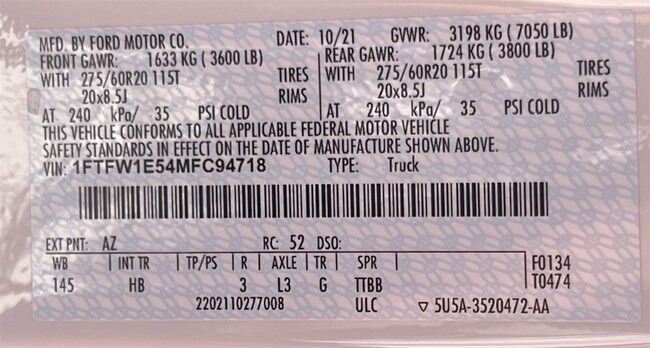 MFD. BY FORD MOTOR CO. DATE: 10/21 GVWR: 3198 KG ( 7050 LB)
FRONT GAWR: 1633 KG ( 3600 LB) REAR GAWR: 1724 KG ( 3800 LB)
WITH 275/60R20 115T TIRES WITH 275/60R20 115T TIRES
20x8.5J RIMS 20x8.5J RIMS
AT 240 kPa/ 35 PSI COLD AT 240 kPa/ 35 PSI COLD
THIS VEHICLE CONFORMS TO ALL APPLICABLE FEDERAL MOTOR VEHICLE
SAFETY STANDARDS IN EFFECT ON THE DATE OF MANUFACTURE SHOWN ABOVE.
VIN: 1FTFW1E54MFC94718 TYPE: Truck
EXT PNT: AZ RC: 52 DSO:
WB INT TR TP/PS R AXLE TR SPR F0134
145 HB 3 L3 G TTBB T0474
2202110277008 ULC ▽ 5U5A-3520472-AA